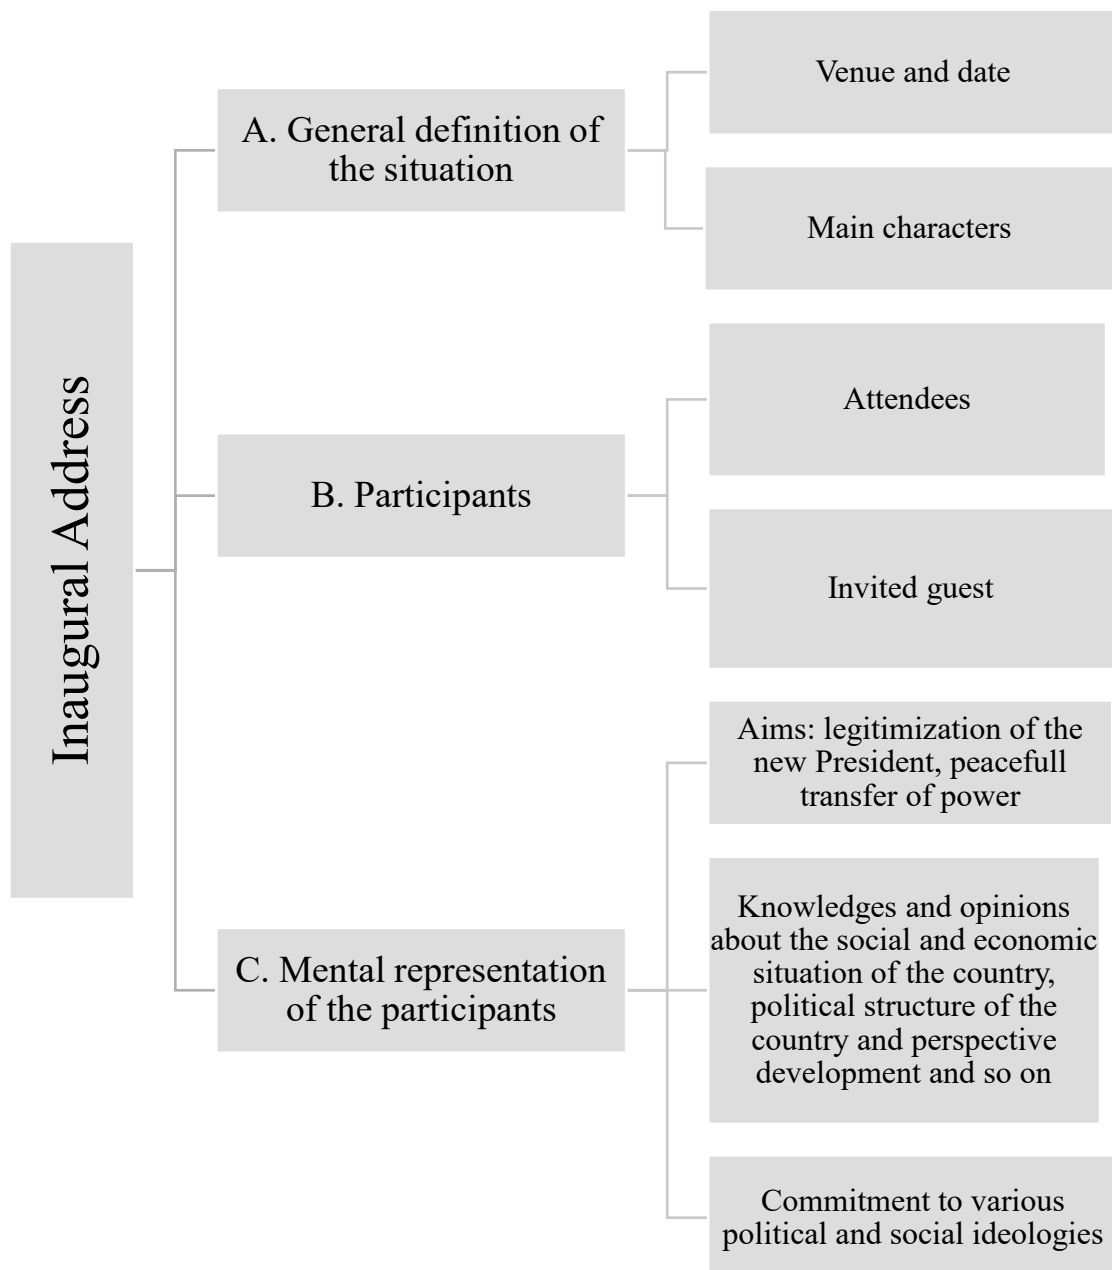 Inaugural Address
A. General definition of
the situation
Venue and date
Main characters
B. Participants
Attendees
Invited guest
C. Mental representation
of the participants
Aims: legitimization of the
new President, peacefull
transfer of power
Knowledges and opinions
about the social and economic
situation of the country,
political structure of the
country and perspective
development and so on
Commitment to various
political and social ideologies